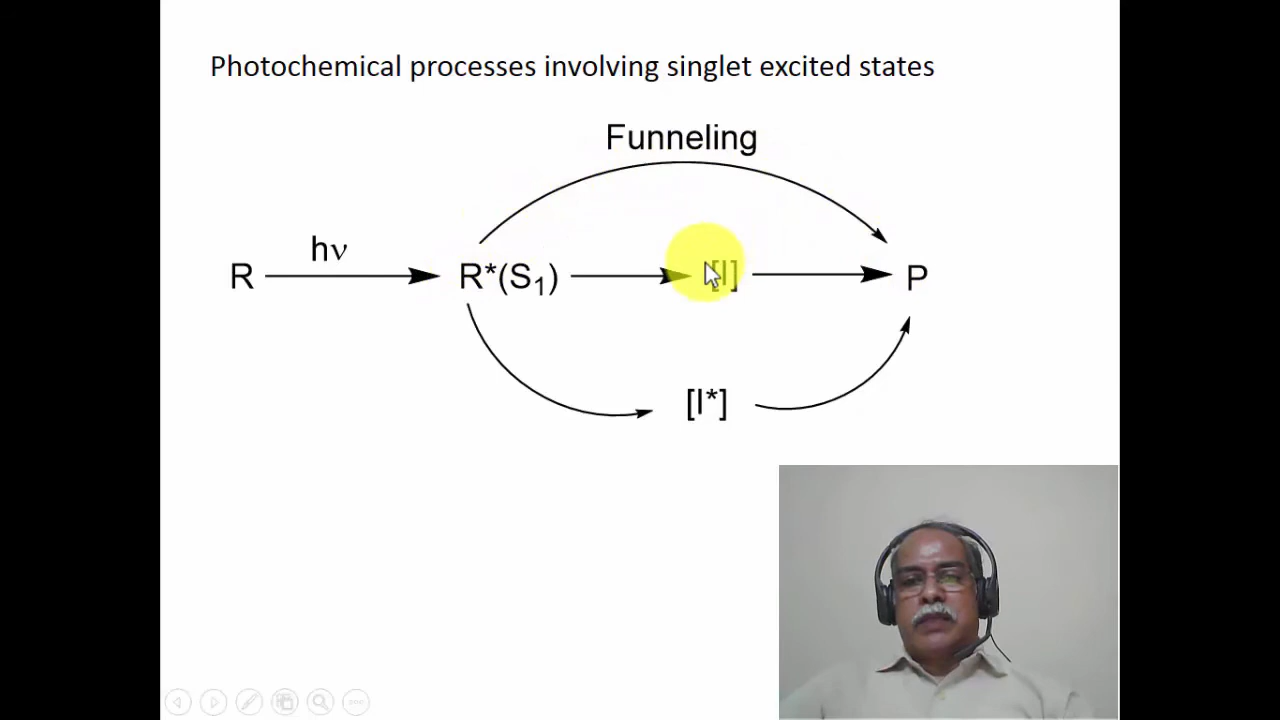 Photochemical processes involving singlet excited states
Funneling
hν
R R*(S₁) [I] P
[I*]